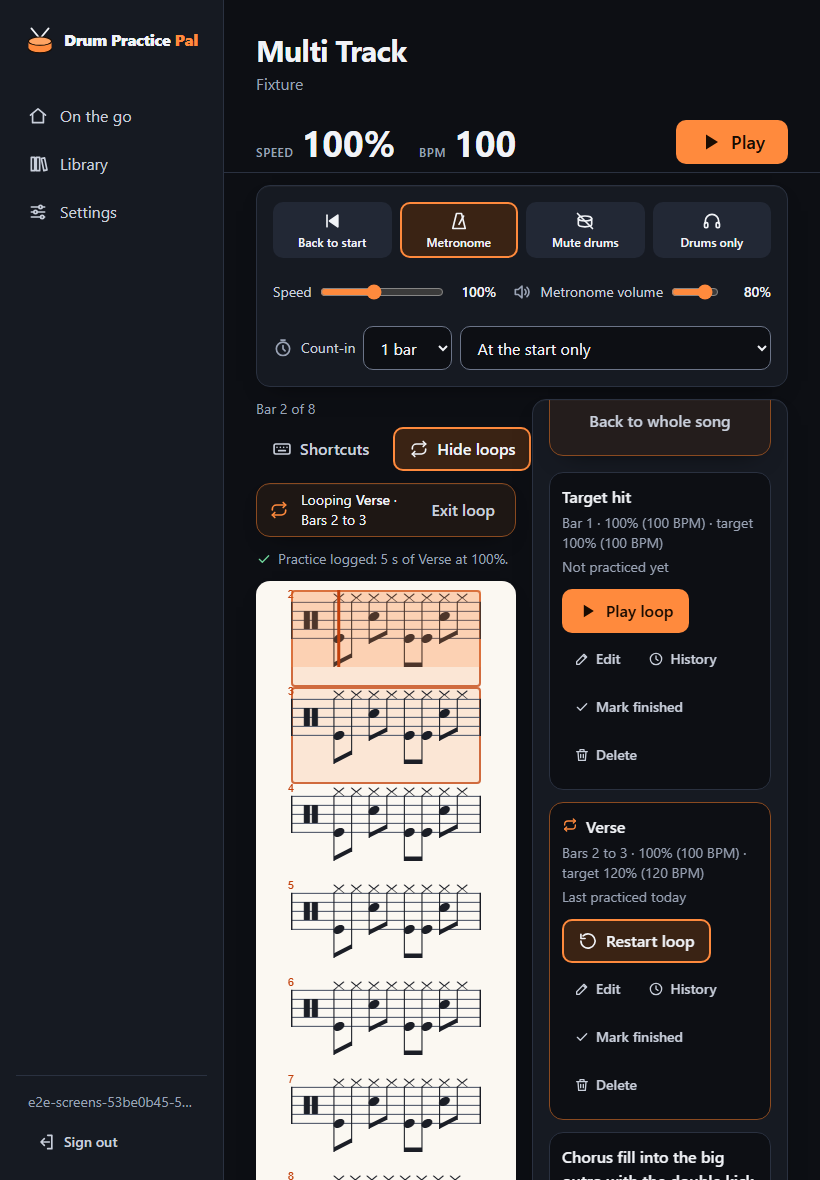 Drum Practice Pal
On the go
Library
Settings
e2e-screens-53be0b45-5...
Sign out
Multi Track
Fixture
SPEED 100% BPM 100
Play
Back to start
Metronome
Mute drums
Drums only
Speed 100%
Metronome volume 80%
Count-in 1 bar At the start only
Bar 2 of 8
Shortcuts
Hide loops
Looping Verse ·
Bars 2 to 3
Exit loop
Practice logged: 5 s of Verse at 100%.
2
3
4
5
6
7
8
Back to whole song
Target hit
Bar 1 · 100% (100 BPM) · target
100% (100 BPM)
Not practiced yet
Play loop
Edit History
Mark finished
Delete
Verse
Bars 2 to 3 · 100% (100 BPM) ·
target 120% (120 BPM)
Last practiced today
Restart loop
Edit History
Mark finished
Delete
Chorus fill into the big
outro with the double kick